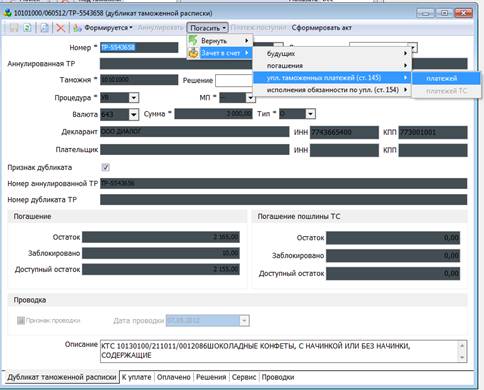 10101000/060512/ТР-5543658 (дубликат таможенной расписки)
Формируется Аннулировать Погасить Платеж поступил Сформировать акт
Вернуть
Зачет в счет
будущих
погашения
упл. таможенных платежей (ст.145)
исполнения обязанности по упл. (ст.154)
платежей
платежей ТС
Номер * ТР-5543658
Аннулированная ТР
Таможня * 10101000 Решение
Процедура * УВ МП *
Валюта 643 Сумма * 3 000,00 Тип * О
Декларант ООО ДИАЛОГ ИНН 7743665400 КПП 773001001
Плательщик ИНН КПП
Признак дубликата
Номер аннулированной ТР ТР-5543656
Номер дубликата ТР
Погашение
Остаток 2 165,00
Заблокировано 10,00
Доступный остаток 2 155,00
Погашение пошлины ТС
Остаток 0,00
Заблокировано 0,00
Доступный остаток 0,00
Проводка
Признак проводки Дата проводки 07.05.2012
Описание КТС 10130100/211011/0012086ШОКОЛАДНЫЕ КОНФЕТЫ, С НАЧИНКОЙ ИЛИ БЕЗ НАЧИНКИ,
СОДЕРЖАЩИЕ
Дубликат таможенной расписки К уплате Оплачено Решения Сервис Проводки